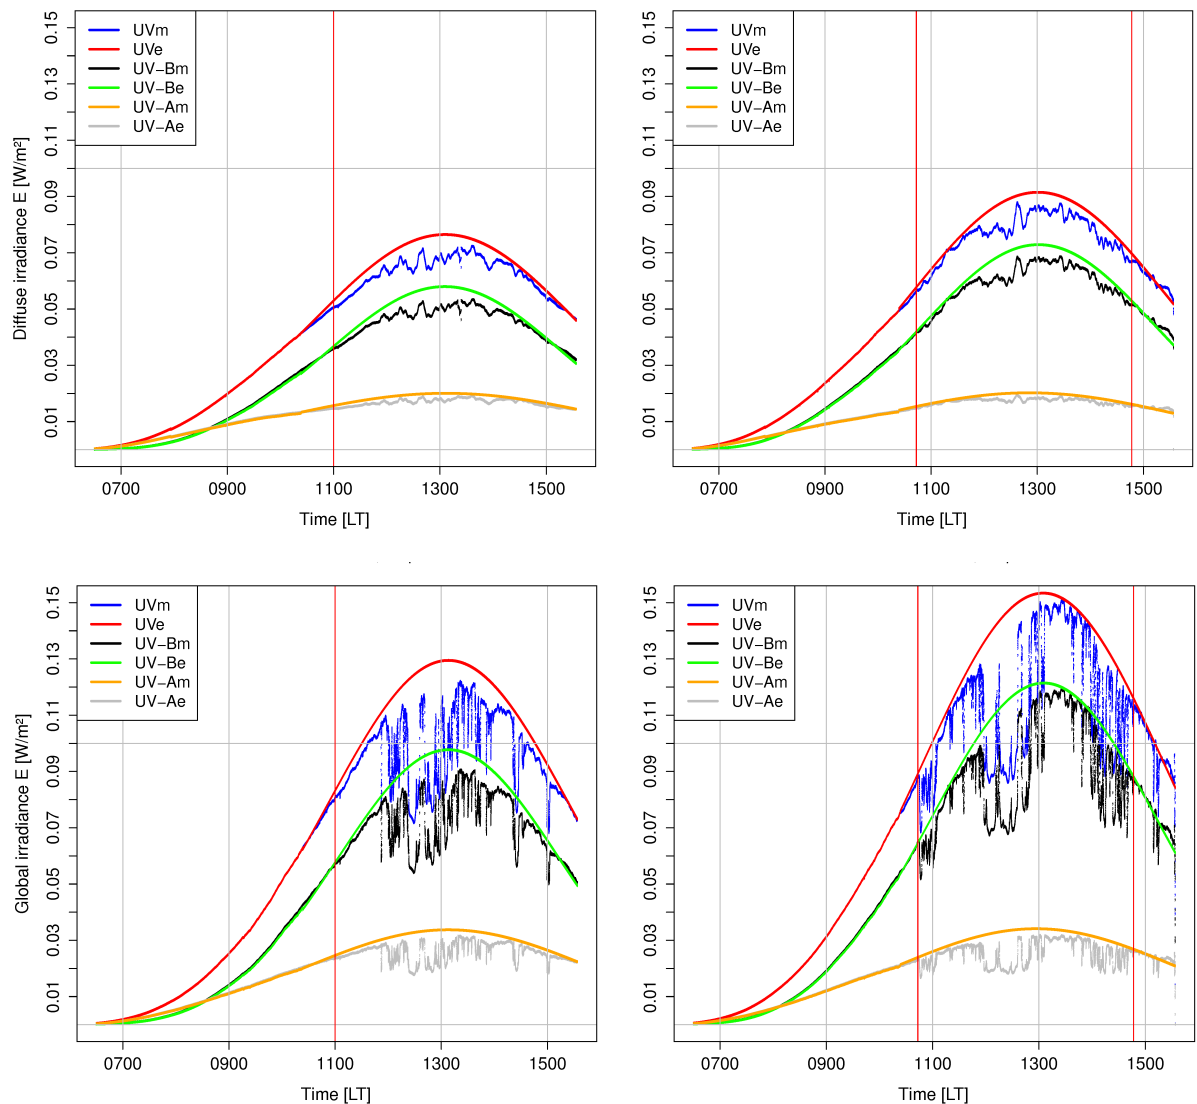 0.01 0.03 0.05 0.07 0.09 0.11 0.13 0.15
Diffuse irradiance E [W/m²]
UVm
UVe
UV−Bm
UV−Be
UV−Am
UV−Ae
0700 0900 1100 1300 1500
Time [LT]
0.01 0.03 0.05 0.07 0.09 0.11 0.13 0.15
UVm
UVe
UV−Bm
UV−Be
UV−Am
UV−Ae
0700 0900 1100 1300 1500
Time [LT]
0.01 0.03 0.05 0.07 0.09 0.11 0.13 0.15
Global irradiance E [W/m²]
UVm
UVe
UV−Bm
UV−Be
UV−Am
UV−Ae
0700 0900 1100 1300 1500
Time [LT]
0.01 0.03 0.05 0.07 0.09 0.11 0.13 0.15
UVm
UVe
UV−Bm
UV−Be
UV−Am
UV−Ae
0700 0900 1100 1300 1500
Time [LT]